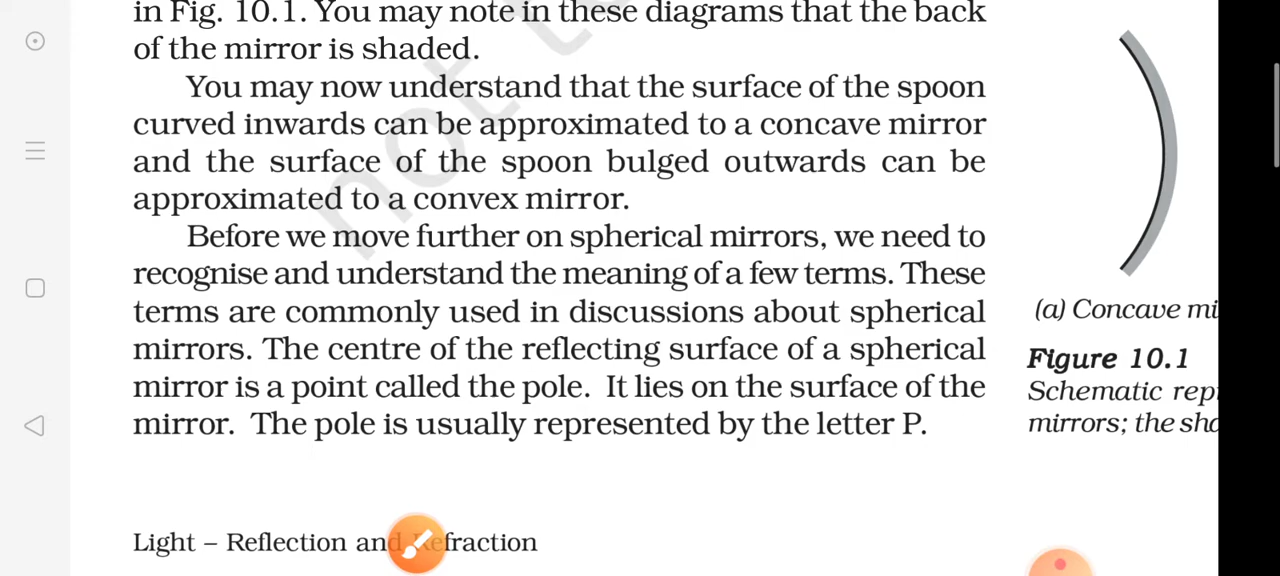 in Fig. 10.1. You may note in these diagrams that the back
of the mirror is shaded.
You may now understand that the surface of the spoon
curved inwards can be approximated to a concave mirror
and the surface of the spoon bulged outwards can be
approximated to a convex mirror.
Before we move further on spherical mirrors, we need to
recognise and understand the meaning of a few terms. These
terms are commonly used in discussions about spherical
mirrors. The centre of the reflecting surface of a spherical
mirror is a point called the pole. It lies on the surface of the
mirror. The pole is usually represented by the letter P.
Light – Reflection and Refraction
(a) Concave mi
Figure 10.1
Schematic rep
mirrors; the sha
not t